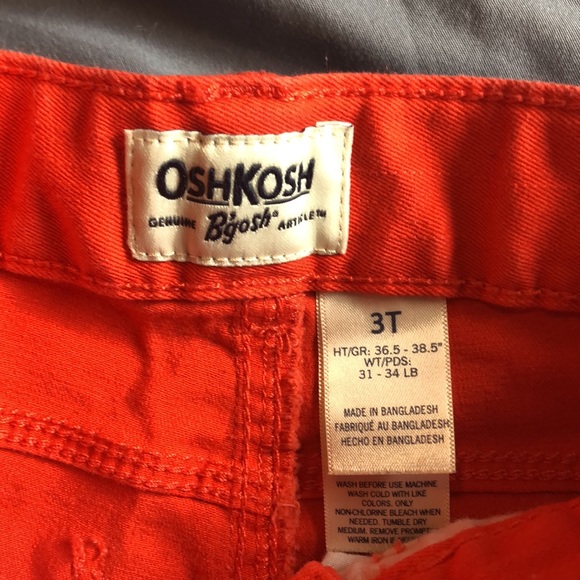 OSHKOSH
GENUINE B'gosh® ARTICLE™
3T
HT/GR: 36.5 - 38.5"
WT/PDS:
31 - 34 LB
MADE IN BANGLADESH
FABRIQUÉ AU BANGLADESH
HECHO EN BANGLADESH
WASH BEFORE USE MACHINE
WASH COLD WITH LIKE
COLORS, ONLY
NON-CHLORINE BLEACH WHEN
NEEDED. TUMBLE DRY
MEDIUM. REMOVE
WARM IRON IF